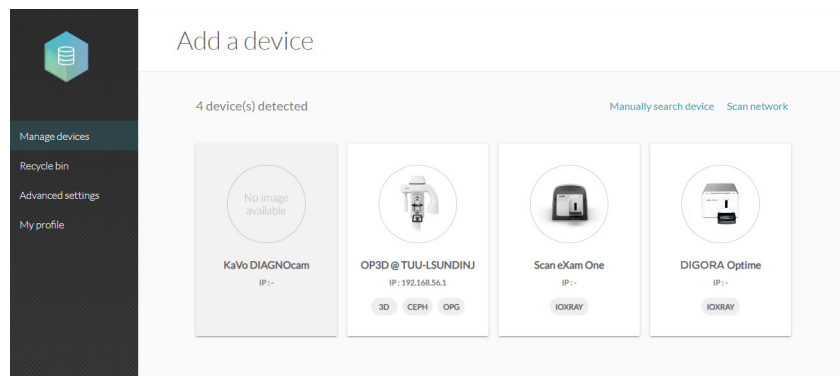 Add a device
4 device(s) detected
Manually search device
Scan network
Manage devices
Recycle bin
Advanced settings
My profile
No image
available
KaVo DIAGNOcam
IP : -
OP3D @ TUU-LSUNDINJ
IP : 192.168.56.1
3D
CEPH
OPG
Scan eXam One
IP : -
IOXRAY
DIGORA Optime
IP : -
IOXRAY